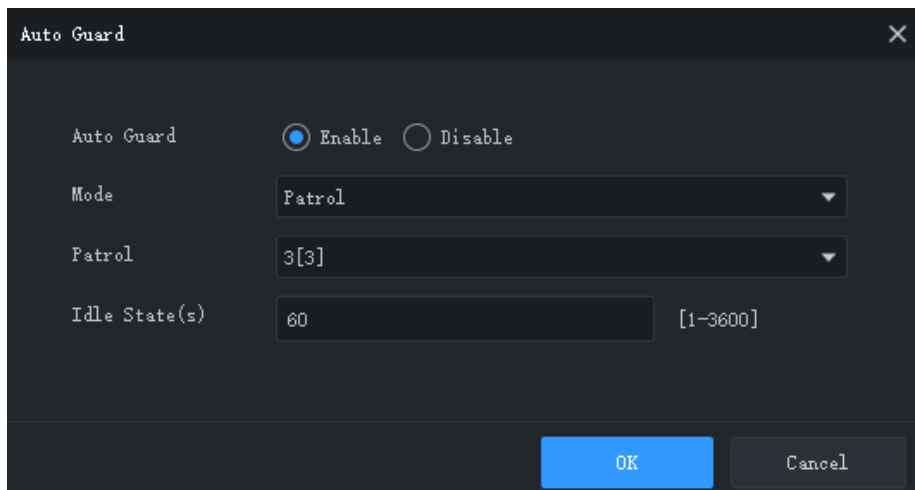 Auto Guard
Auto Guard Enable Disable
Mode Patrol
Patrol 3[3]
Idle State(s) 60 [1-3600]
OK Cancel